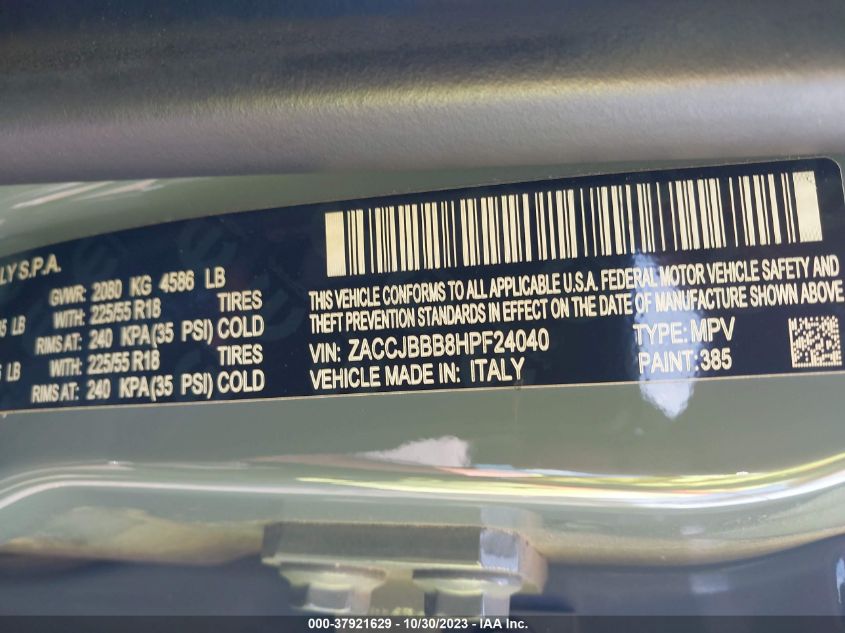 LY S.P.A.
GVWR: 2080 KG 4586 LB
LB WITH: 225/55 R18 TIRES
RIMS AT: 240 KPA(35 PSI) COLD
LB WITH: 225/55 R18 TIRES
RIMS AT: 240 KPA(35 PSI) COLD
THIS VEHICLE CONFORMS TO ALL APPLICABLE U.S.A. FEDERAL MOTOR VEHICLE SAFETY AND
THEFT PREVENTION STANDARDS IN EFFECT ON THE DATE OF MANUFACTURE SHOWN ABOVE
VIN: ZACCJBBB8HPF24040 TYPE: MPV
VEHICLE MADE IN: ITALY PAINT: 385
000-37921629 - 10/30/2023 - IAA Inc.